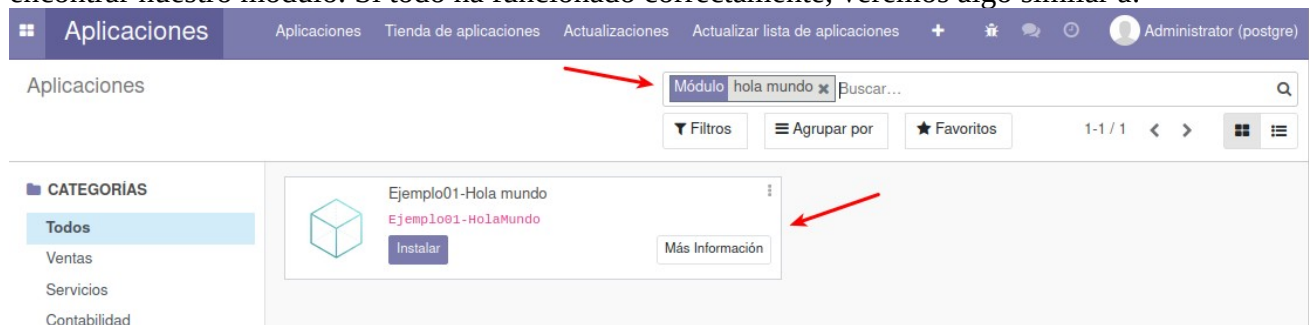 encontrar nuestro módulo. Si todo ha funcionado correctamente, veremos algo similar a:
Aplicaciones Aplicaciones Tienda de aplicaciones Actualizaciones Actualizar lista de aplicaciones + Administrator (postgre)
Aplicaciones
Módulo hola mundo × Buscar...
Filtros Agrupar por Favoritos 1-1 / 1
CATEGORÍAS
Todos
Ventas
Servicios
Contabilidad
Ejemplo01-Hola mundo
Ejemplo01-HolaMundo
Instalar Más Información